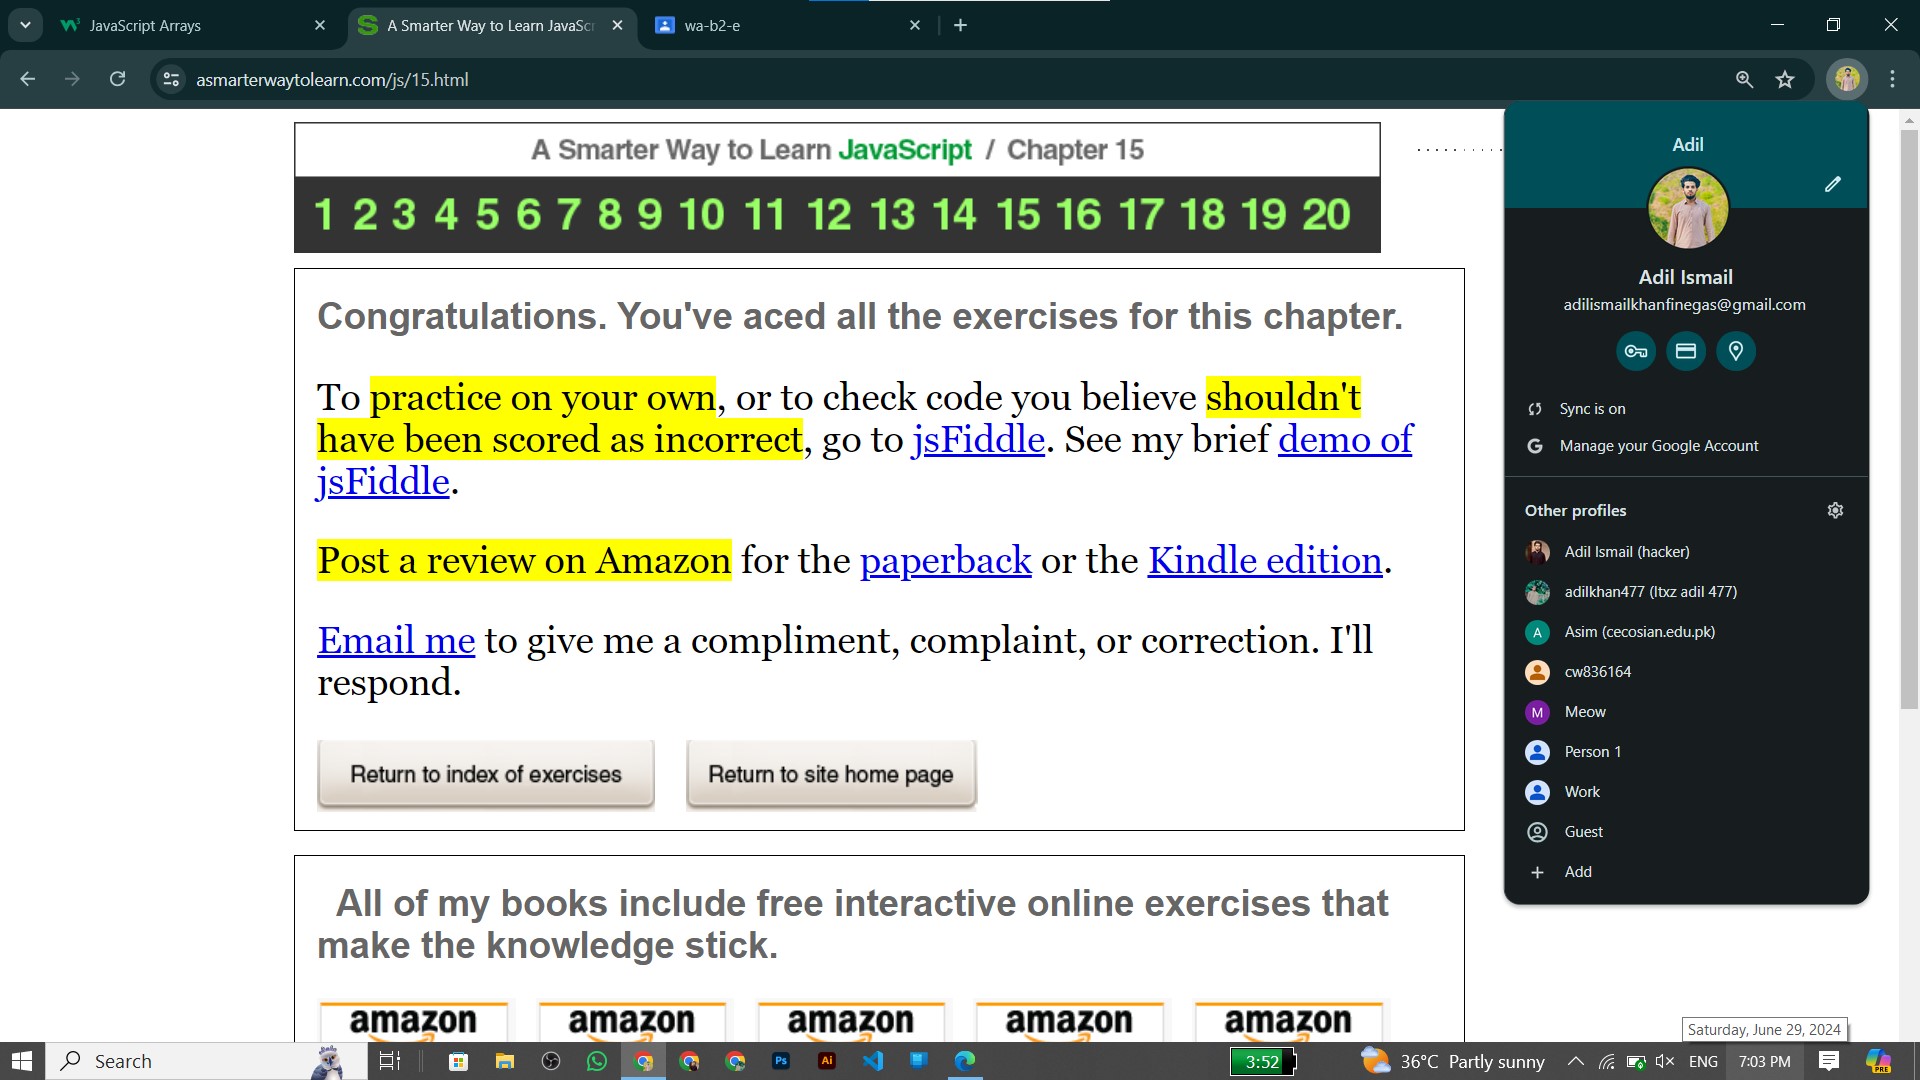 JavaScript Arrays
A Smarter Way to Learn JavaScr
wa-b2-e
asmarterwaytolearn.com/js/15.html
A Smarter Way to Learn JavaScript / Chapter 15
1 2 3 4 5 6 7 8 9 10 11 12 13 14 15 16 17 18 19 20
Congratulations. You've aced all the exercises for this chapter.
To practice on your own, or to check code you believe shouldn't
have been scored as incorrect, go to jsFiddle. See my brief demo of
jsFiddle.
Post a review on Amazon for the paperback or the Kindle edition.
Email me to give me a compliment, complaint, or correction. I'll
respond.
Return to index of exercises
Return to site home page
All of my books include free interactive online exercises that
make the knowledge stick.
amazon amazon amazon amazon amazon
Adil
Adil Ismail
adilismailkhanfinegas@gmail.com
Sync is on
G Manage your Google Account
Other profiles
Adil Ismail (hacker)
adilkhan477 (ltxz adil 477)
A Asim (cecosian.edu.pk)
cw836164
M Meow
Person 1
Work
Guest
Add
Saturday, June 29, 2024
Search
Ps
Ai
3:52
36°C Partly sunny
ENG
7:03 PM
PRE